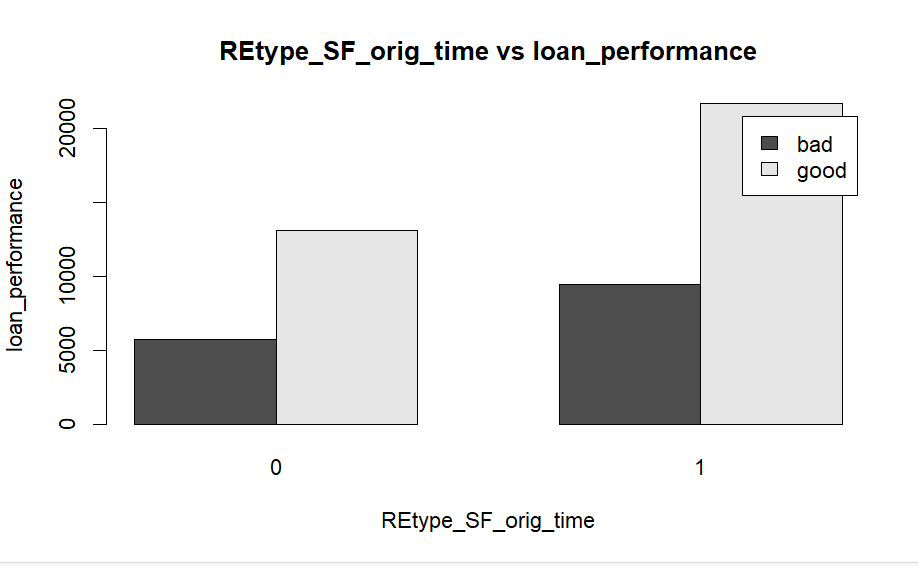 REtype_SF_orig_time vs loan_performance
20000
10000
5000
0
loan_performance
bad
good
0
1
REtype_SF_orig_time